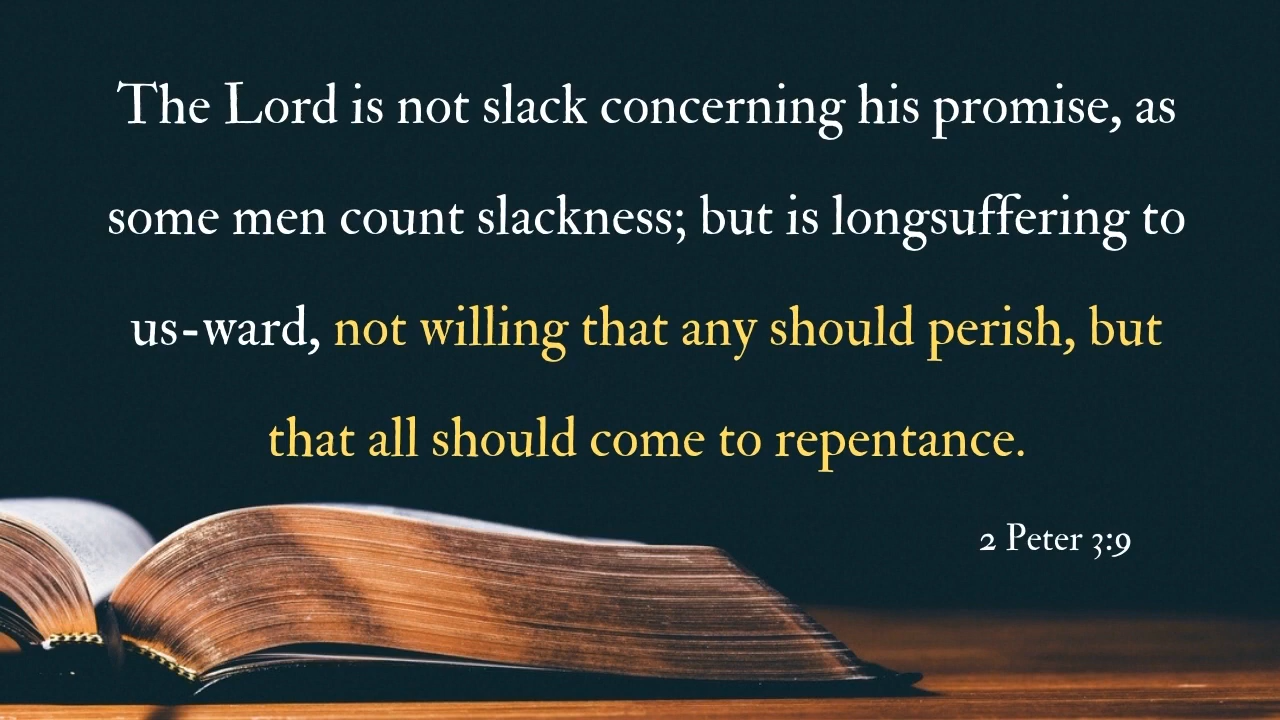 The Lord is not slack concerning his promise, as
some men count slackness; but is longsuffering to
us-ward, not willing that any should perish, but
that all should come to repentance.
2 Peter 3:9